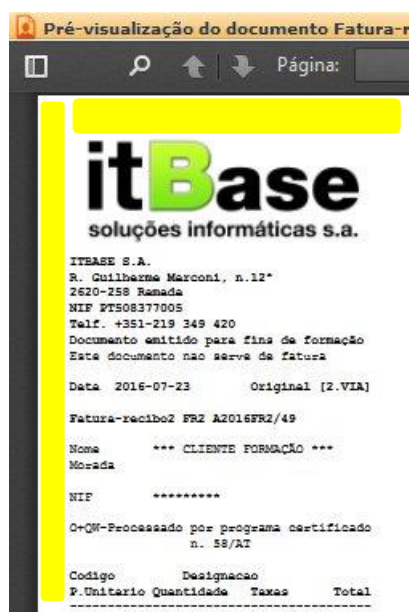 Pré-visualização do documento Fatura-r
Página:
itBase
soluções informáticas s.a.
ITBASE S.A.
R. Guilherme Marconi, n.12ª
2620-258 Ramada
NIF PT508377005
Telf. +351-219 349 420
Documento emitido para fins de formação
Este documento nao serve de fatura
Data 2016-07-23 Original [2.VIA]
Fatura-recibo2 FR2 A2016FR2/49
Nome *** CLIENTE FORMAÇÃO ***
Morada
NIF *********
O+QW-Processado por programa certificado
n. 58/AT
Codigo Designacao
P.Unitario Quantidade Taxas Total
----------------------------------------